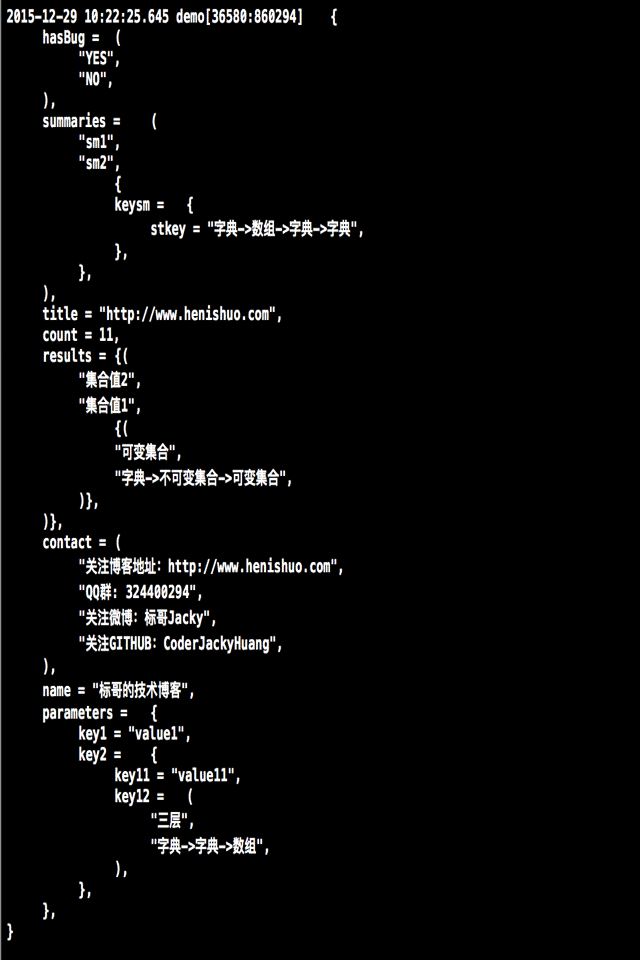 2015-12-29 10:22:25.645 demo[36580:860294]    {
    hasBug =  (
        "YES",
        "NO",
    ),
    summaries =    (
        "sm1",
        "sm2",
            {
            keysm =   {
                stkey = "字典->数组->字典->字典",
            },
        },
    ),
    title = "http://www.henishuo.com",
    count = 11,
    results = {(
        "集合值2",
        "集合值1",
            {(
            "可变集合",
            "字典->不可变集合->可变集合",
        )},
    )},
    contact = (
        "关注博客地址：http://www.henishuo.com",
        "QQ群: 324400294",
        "关注微博：标哥Jacky",
        "关注GITHUB：CoderJackyHuang",
    ),
    name = "标哥的技术博客",
    parameters =   {
        key1 = "value1",
        key2 =    {
            key11 = "value11",
            key12 =   (
                "三层",
                "字典->字典->数组",
            ),
        },
    },
}